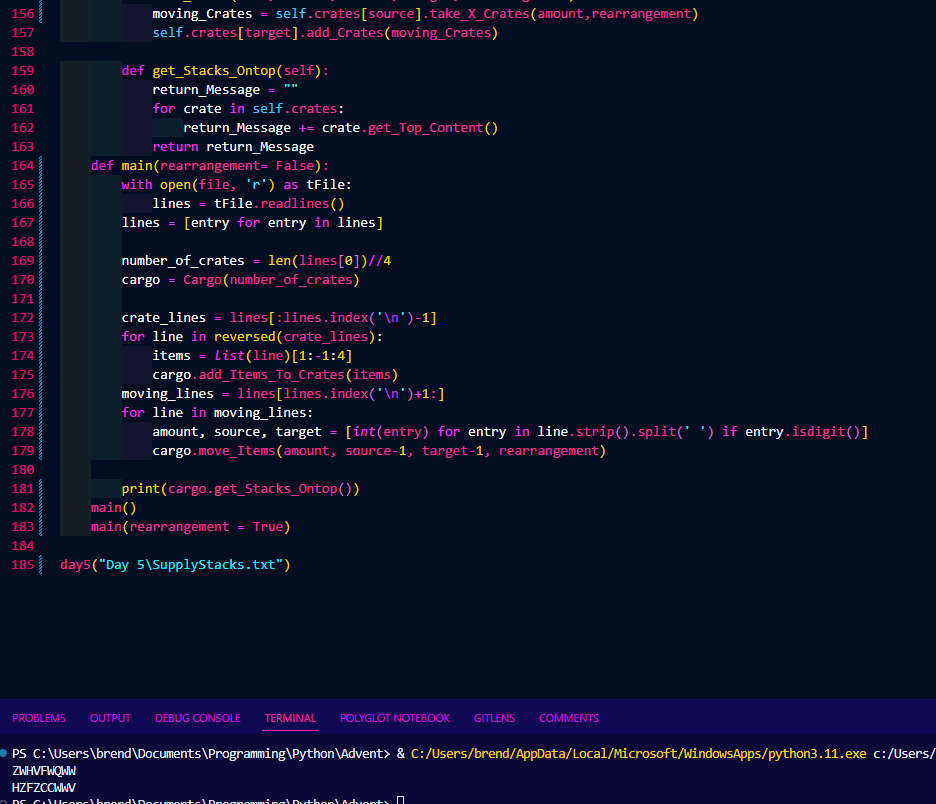 156 moving_Crates = self.crates[source].take_X_Crates(amount,rearrangement)
157 self.crates[target].add_Crates(moving_Crates)
158
159 def get_Stacks_Ontop(self):
160 return_Message = ""
161 for crate in self.crates:
162 return_Message += crate.get_Top_Content()
163 return return_Message
164 def main(rearrangement= False):
165 with open(file, 'r') as tFile:
166 lines = tFile.readlines()
167 lines = [entry for entry in lines]
168
169 number_of_crates = len(lines[0])//4
170 cargo = Cargo(number_of_crates)
171
172 crate_lines = lines[:lines.index('\n')-1]
173 for line in reversed(crate_lines):
174 items = list(line)[1:-1:4]
175 cargo.add_Items_To_Crates(items)
176 moving_lines = lines[lines.index('\n')+1:]
177 for line in moving_lines:
178 amount, source, target = [int(entry) for entry in line.strip().split(' ') if entry.isdigit()]
179 cargo.move_Items(amount, source-1, target-1, rearrangement)
180
181 print(cargo.get_Stacks_Ontop())
182 main()
183 main(rearrangement = True)
184
185 day5("Day 5\SupplyStacks.txt")
PROBLEMS OUTPUT DEBUG CONSOLE TERMINAL POLYGLOT NOTEBOOK GITLENS COMMENTS
PS C:\Users\brend\Documents\Programming\Python\Advent> & C:/Users/brend/AppData/Local/Microsoft/WindowsApps/python3.11.exe c:/Users/
ZWHVFWQWW
HZFZCCWWV
PS C:\Users\brend\Documents\Programming\Python\Advent>